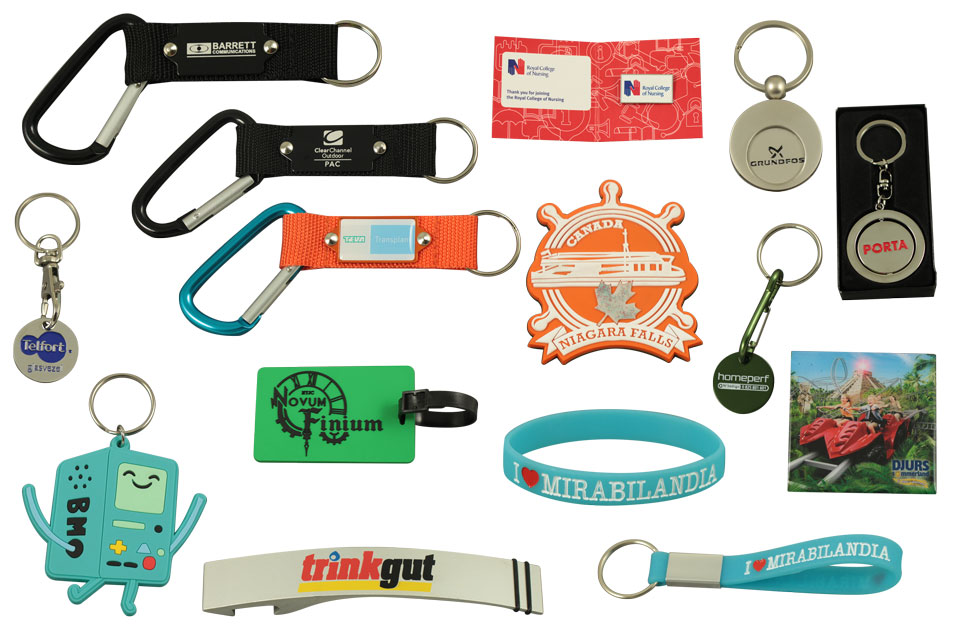 BARRETT
COMMUNICATIONS
ClearChannel
Outdoor
PAC
Transplan
Royal College
of Nursing
Thank you for joining
the Royal College of Nursing
Royal College
of Nursing
GRUNDFOS
PORTA
CANADA
NIAGARA FALLS
Telfort
homeperf
NOVUM
FINIUM
I ♥ MIRABILANDIA
DJURS
sommerland
BMO
trinkgut
I ♥ MIRABILANDIA